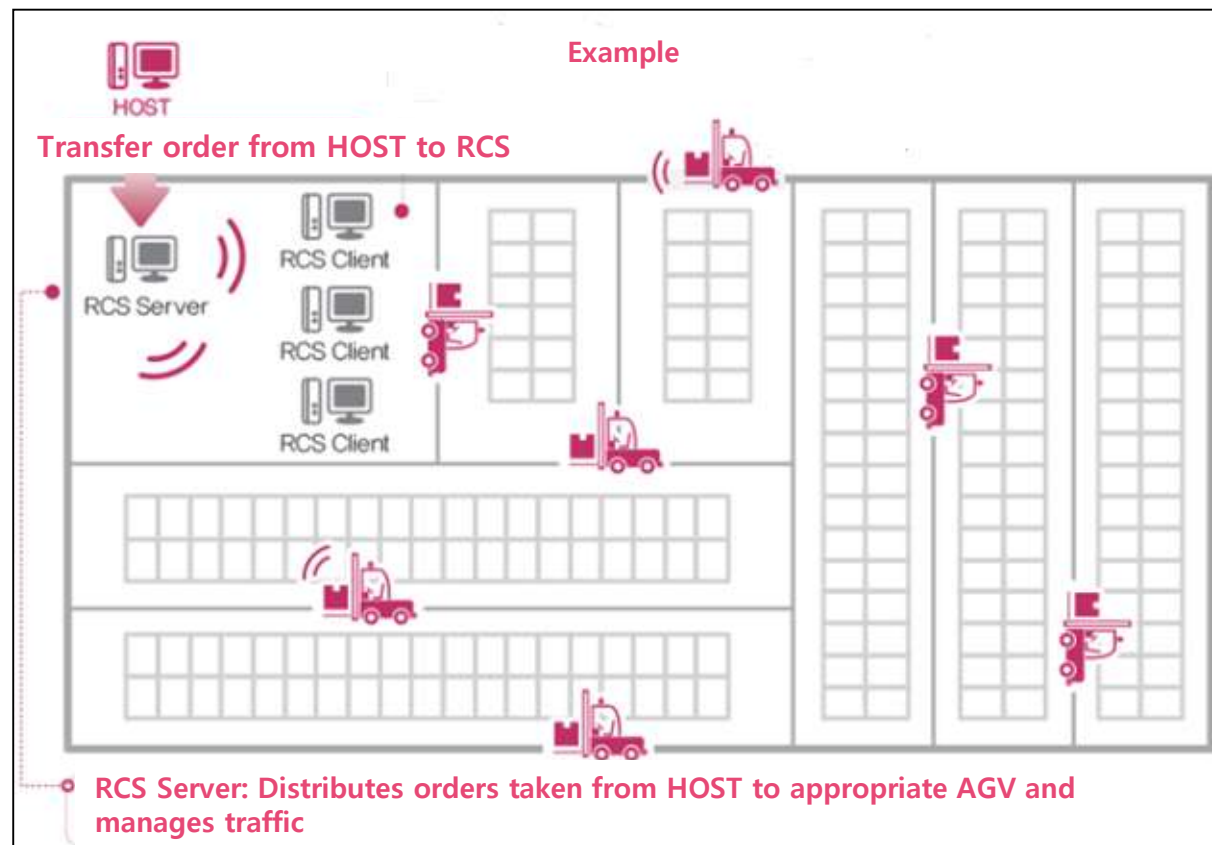 Example
HOST
Transfer order from HOST to RCS
RCS Server
RCS Client
RCS Client
RCS Client
RCS Server: Distributes orders taken from HOST to appropriate AGV and
manages traffic